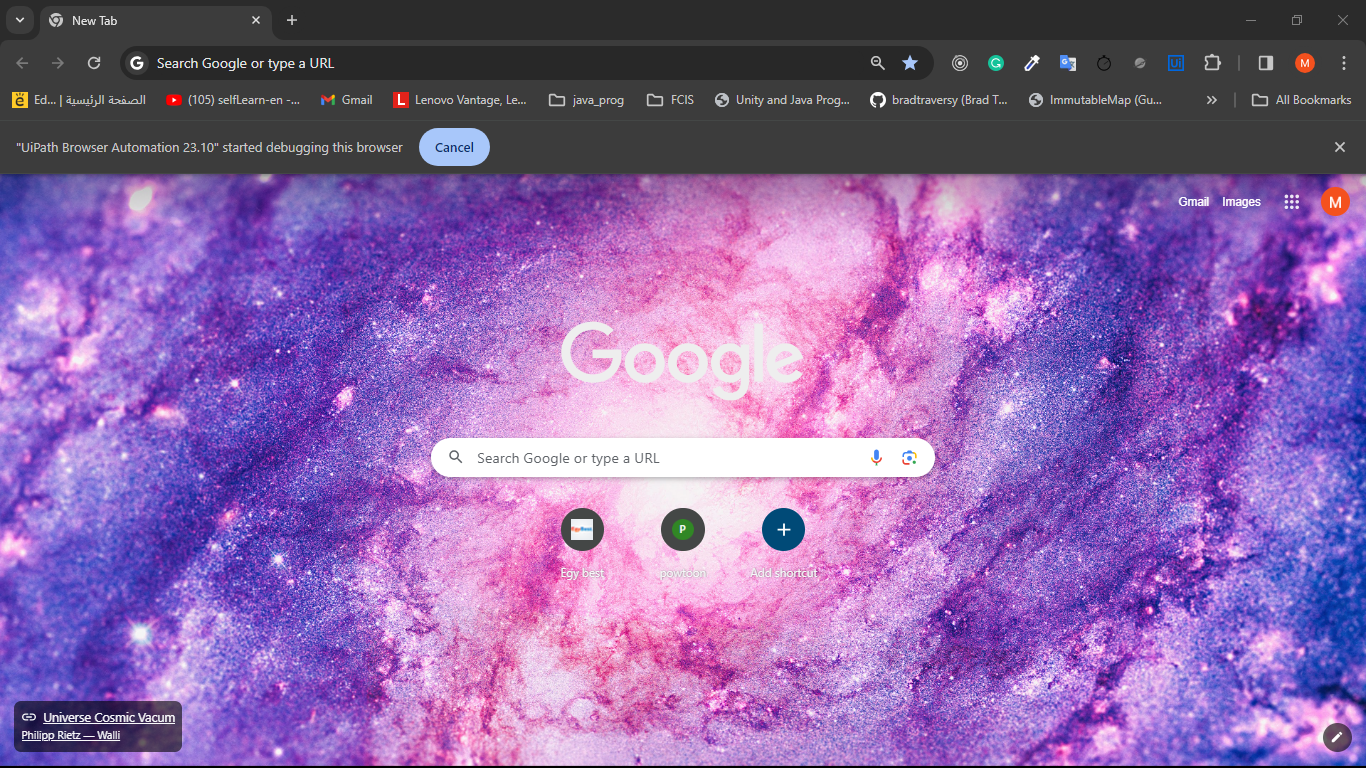 New Tab
Search Google or type a URL
Ed... | الصفحة الرئيسية
(105) selfLearn-en -...
Gmail
Lenovo Vantage, Le...
java_prog
FCIS
Unity and Java Prog...
bradtraversy (Brad T...
ImmutableMap (Gu...
All Bookmarks
"UiPath Browser Automation 23.10" started debugging this browser
Cancel
Gmail
Images
M
Google
Search Google or type a URL
P
Egy best
powtoon
Add shortcut
Universe Cosmic Vacum
Philipp Rietz — Walli